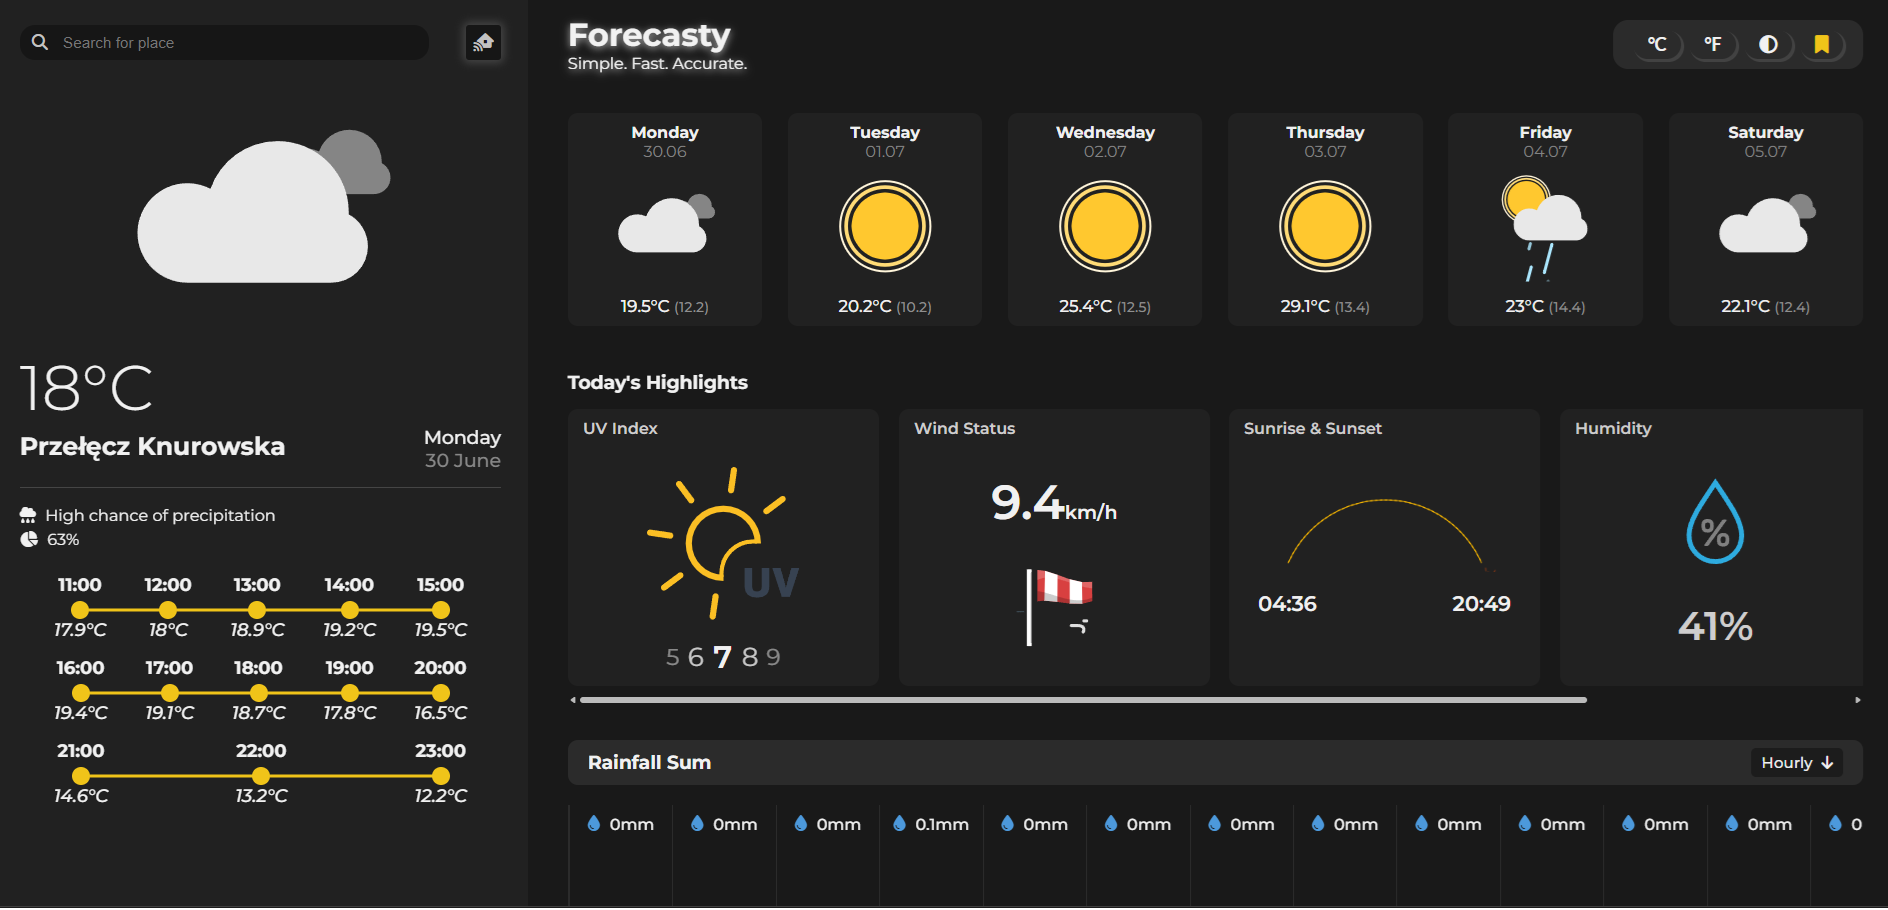 Search for place
18°C
Przełęcz Knurowska
Monday
30 June
High chance of precipitation
63%
11:00 12:00 13:00 14:00 15:00
17.9°C 18°C 18.9°C 19.2°C 19.5°C
16:00 17:00 18:00 19:00 20:00
19.4°C 19.1°C 18.7°C 17.8°C 16.5°C
21:00 22:00 23:00
14.6°C 13.2°C 12.2°C
Forecasty
Simple. Fast. Accurate.
°C °F
Monday
30.06
19.5°C (12.2)
Tuesday
01.07
20.2°C (10.2)
Wednesday
02.07
25.4°C (12.5)
Thursday
03.07
29.1°C (13.4)
Friday
04.07
23°C (14.4)
Saturday
05.07
22.1°C (12.4)
Today's Highlights
UV Index
UV
5 6 7 8 9
Wind Status
9.4km/h
Sunrise & Sunset
04:36 20:49
Humidity
%
41%
Rainfall Sum
Hourly
0mm 0mm 0mm 0.1mm 0mm 0mm 0mm 0mm 0mm 0mm 0mm 0mm 0